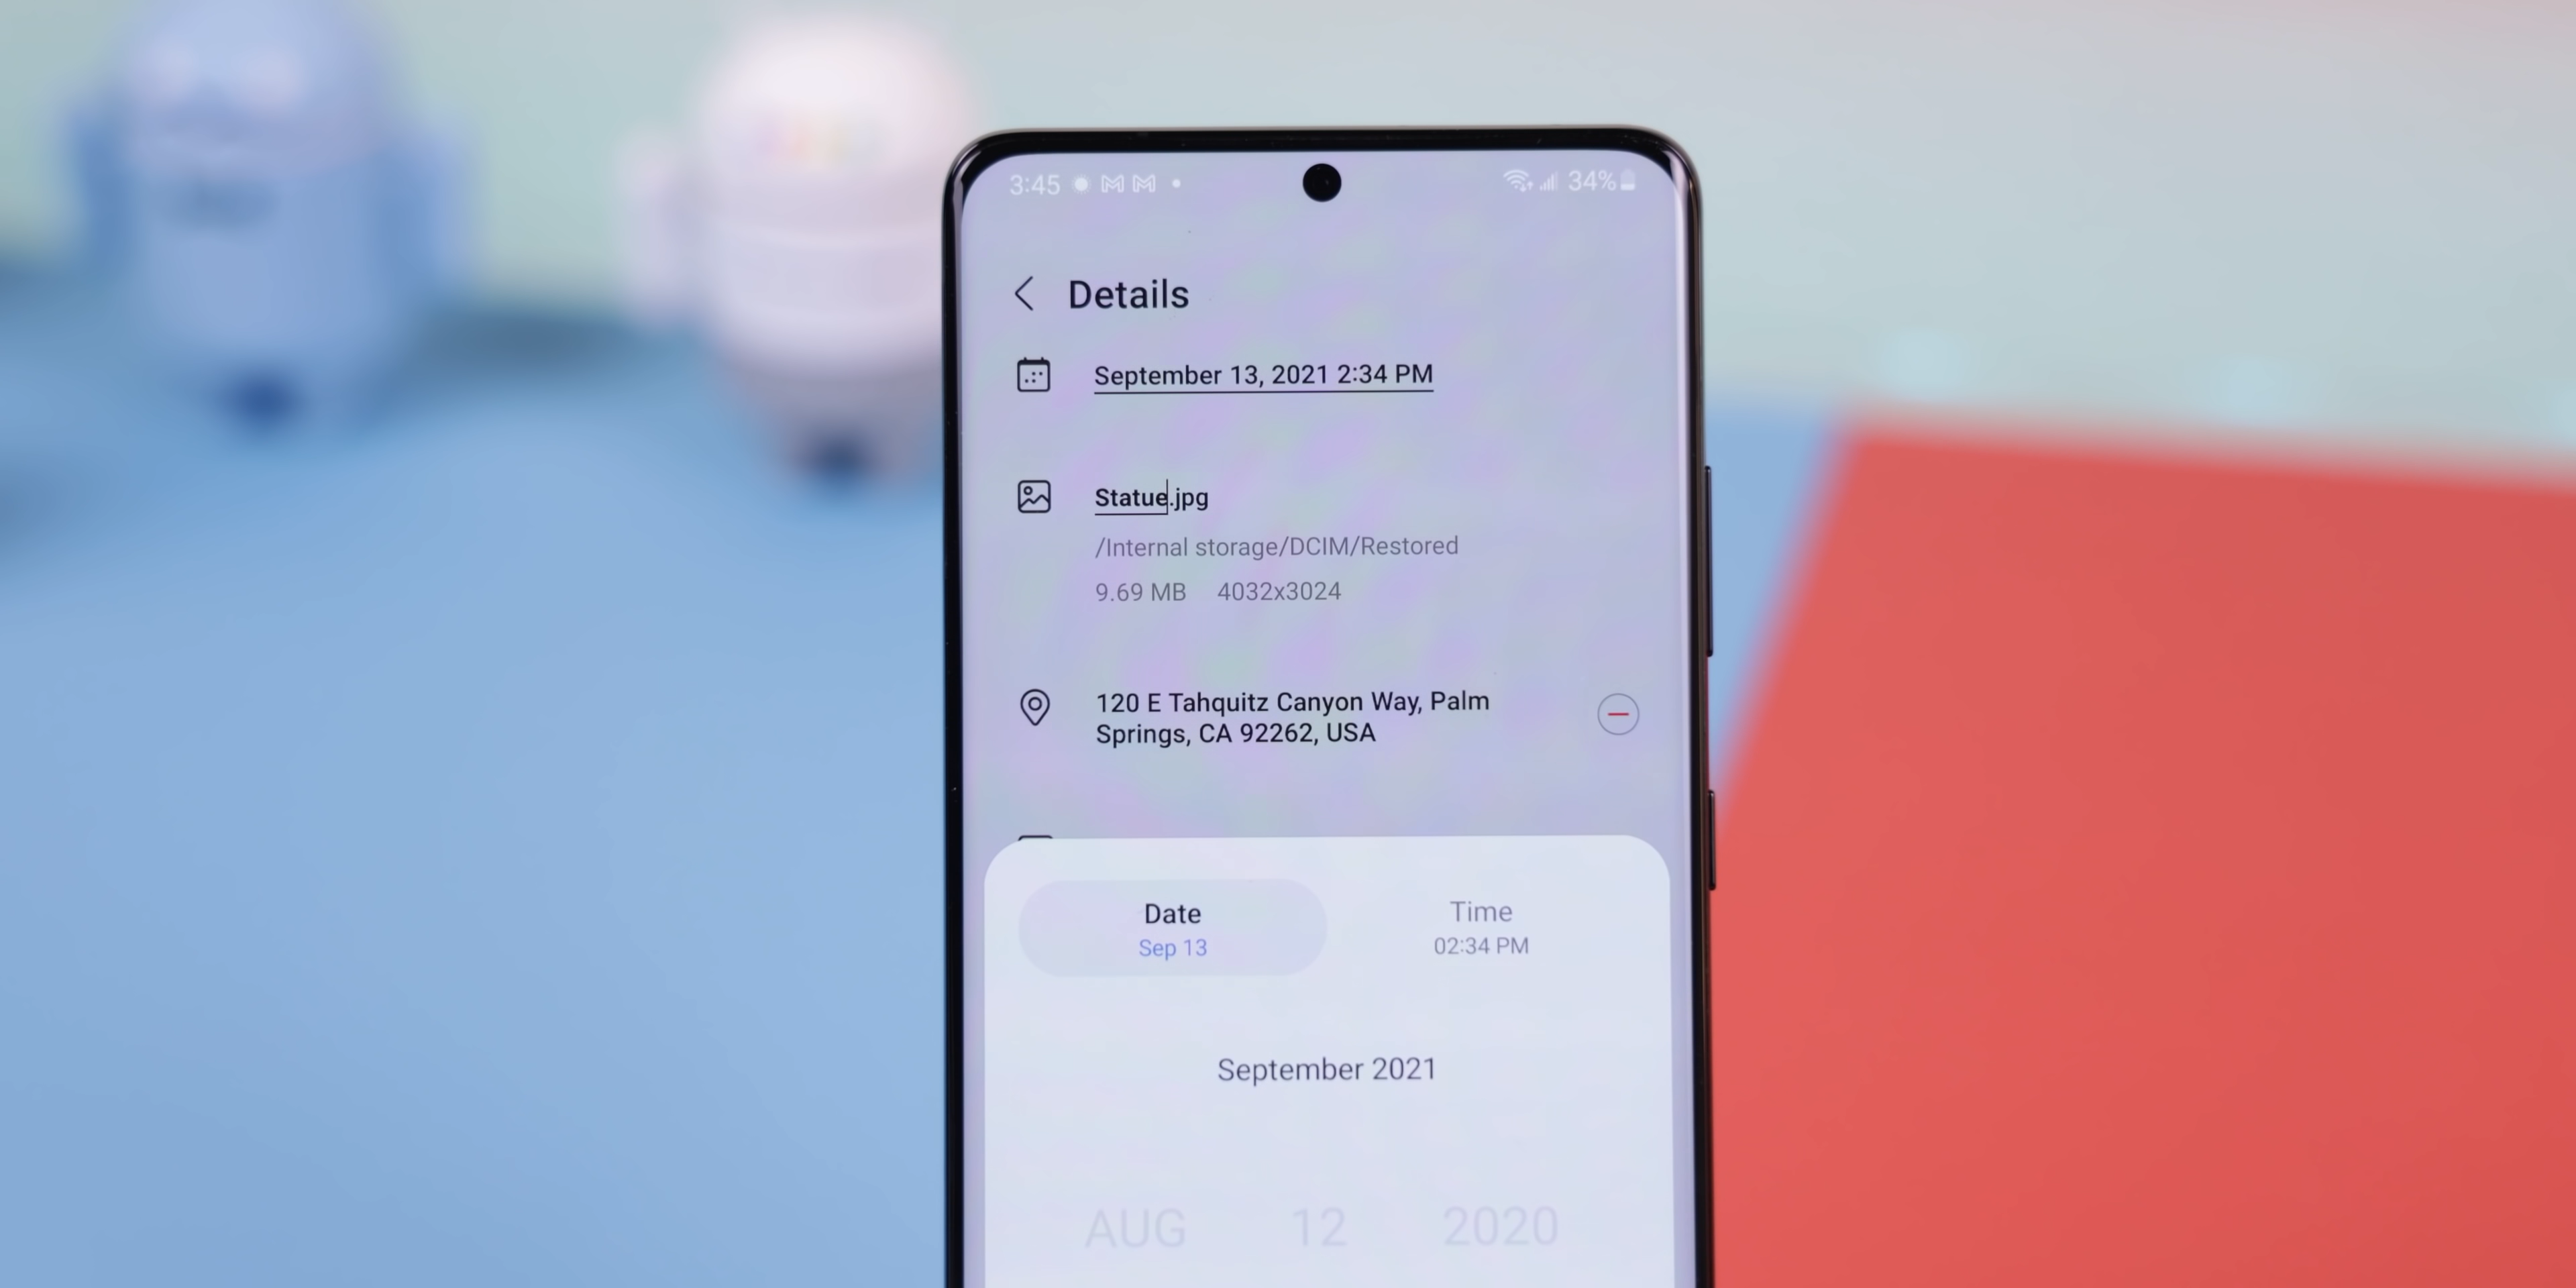 3:45
34%
Details
September 13, 2021 2:34 PM
Statue.jpg
/Internal storage/DCIM/Restored
9.69 MB 4032x3024
120 E Tahquitz Canyon Way, Palm
Springs, CA 92262, USA
Date Time
Sep 13 02:34 PM
September 2021
AUG 12 2020